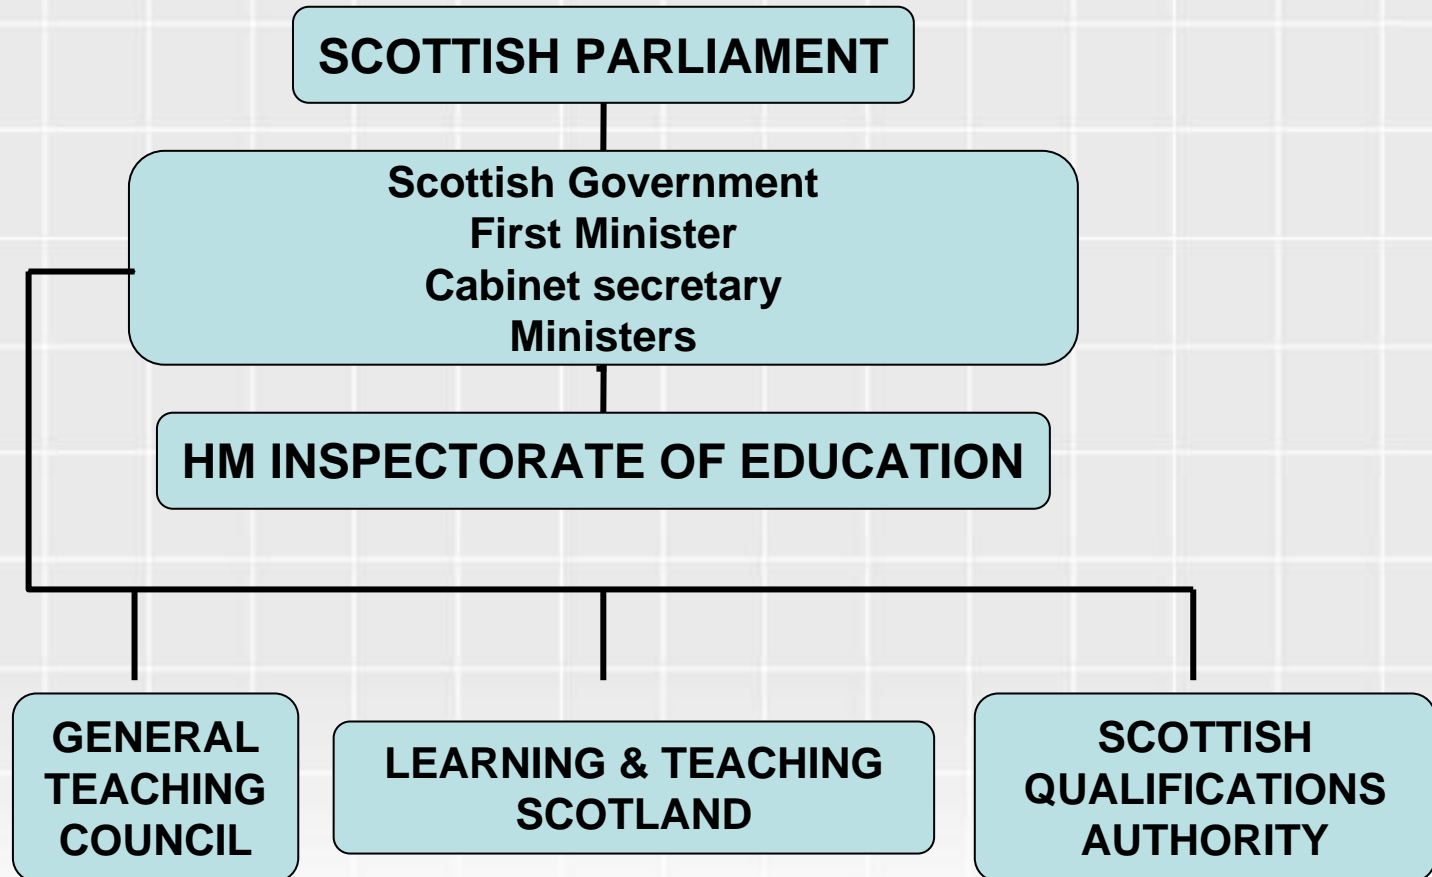 SCOTTISH PARLIAMENT
Scottish Government
First Minister
Cabinet secretary
Ministers
HM INSPECTORATE OF EDUCATION
GENERAL
TEACHING
COUNCIL
LEARNING & TEACHING
SCOTLAND
SCOTTISH
QUALIFICATIONS
AUTHORITY